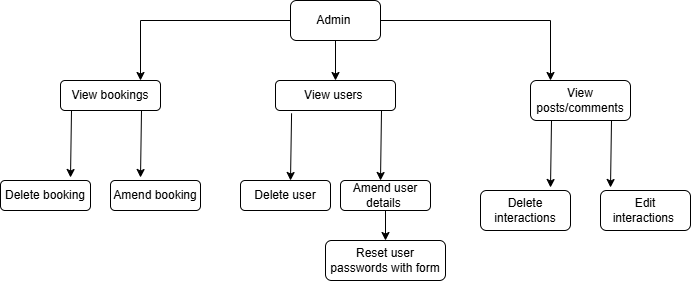 Admin
View bookings
View users
View
posts/comments
Delete booking
Amend booking
Delete user
Amend user
details
Delete
interactions
Edit
interactions
Reset user
passwords with form